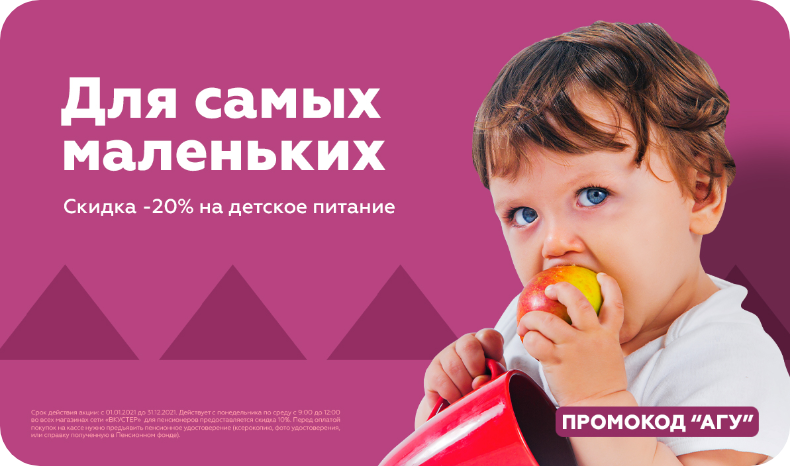 Для самых
маленьких
Скидка -20% на детское питание
Срок действия акции: с 01.01.2021 до 31.12.2021. Действует с понедельника по среду с 9:00 до 12:00
во всех магазинах сети «ВКУСТЕР» для пенсионеров предоставляется скидка 10%. Перед оплатой
покупок на кассе нужно предъявить пенсионное удостоверение (ксерокопию, фото удостоверения,
или справку полученную в Пенсионном фонде).
ПРОМОКОД “АГУ”